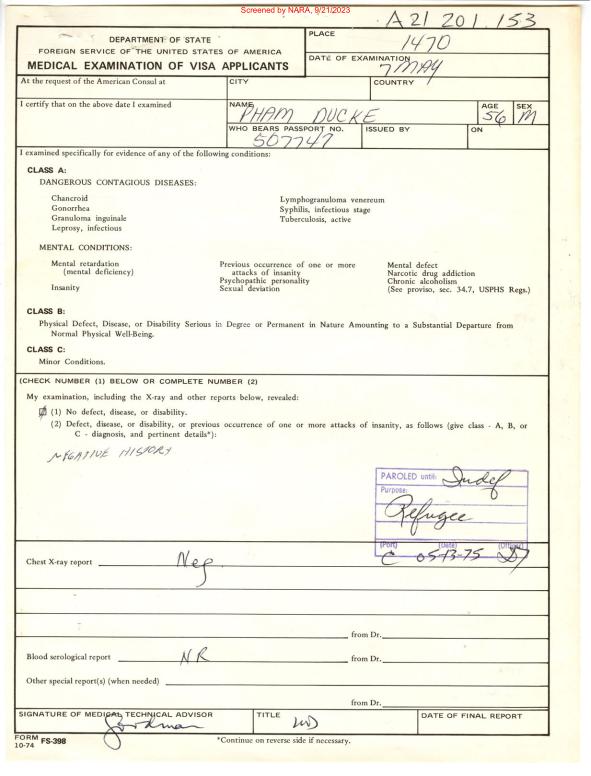 Screened by NARA, 9/21/2023
A21 201 153
DEPARTMENT OF STATE
FOREIGN SERVICE OF THE UNITED STATES OF AMERICA
MEDICAL EXAMINATION OF VISA APPLICANTS
PLACE
1470
DATE OF EXAMINATION
7 MAY
At the request of the American Consul at
CITY
COUNTRY
I certify that on the above date I examined
NAME
PHAM DUCKE
AGE
56
SEX
M
WHO BEARS PASSPORT NO.
507747
ISSUED BY
ON
I examined specifically for evidence of any of the following conditions:
CLASS A:
DANGEROUS CONTAGIOUS DISEASES:
Chancroid
Gonorrhea
Granuloma inguinale
Leprosy, infectious
Lymphogranuloma venereum
Syphilis, infectious stage
Tuberculosis, active
MENTAL CONDITIONS:
Mental retardation
(mental deficiency)
Insanity
Previous occurrence of one or more
attacks of insanity
Psychopathic personality
Sexual deviation
Mental defect
Narcotic drug addiction
Chronic alcoholism
(See proviso, sec. 34.7, USPHS Regs.)
CLASS B:
Physical Defect, Disease, or Disability Serious in Degree or Permanent in Nature Amounting to a Substantial Departure from
Normal Physical Well-Being.
CLASS C:
Minor Conditions.
(CHECK NUMBER (1) BELOW OR COMPLETE NUMBER (2)
My examination, including the X-ray and other reports below, revealed:
(1) No defect, disease, or disability.
(2) Defect, disease, or disability, or previous occurrence of one or more attacks of insanity, as follows (give class - A, B, or
C - diagnosis, and pertinent details*):
NEGATIVE HISTORY
PAROLED until: Indef
Purpose:
Refugee
(Port) (Date) (Officer)
C 05-13-75
Chest X-ray report Neg.
from Dr.
Blood serological report NR from Dr.
Other special report(s) (when needed)
from Dr.
SIGNATURE OF MEDICAL TECHNICAL ADVISOR
TITLE
MD
DATE OF FINAL REPORT
FORM FS-398
10-74
*Continue on reverse side if necessary.